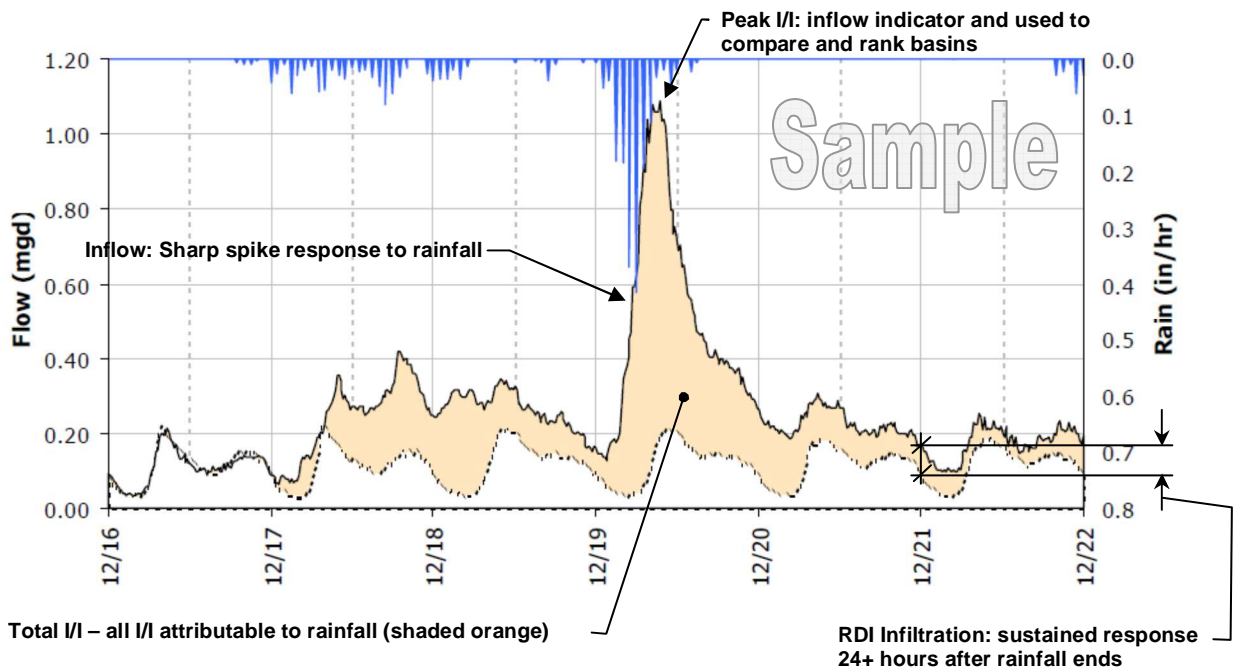 Peak I/I: inflow indicator and used to
compare and rank basins
1.20
1.00
0.80
0.60
0.40
0.20
0.00
Flow (mgd)
Sample
Inflow: Sharp spike response to rainfall
0.0
0.1
0.2
0.3
0.4
0.5
0.6
0.7
0.8
Rain (in/hr)
12/16
12/17
12/18
12/19
12/20
12/21
12/22
Total I/I – all I/I attributable to rainfall (shaded orange)
RDI Infiltration: sustained response
24+ hours after rainfall ends